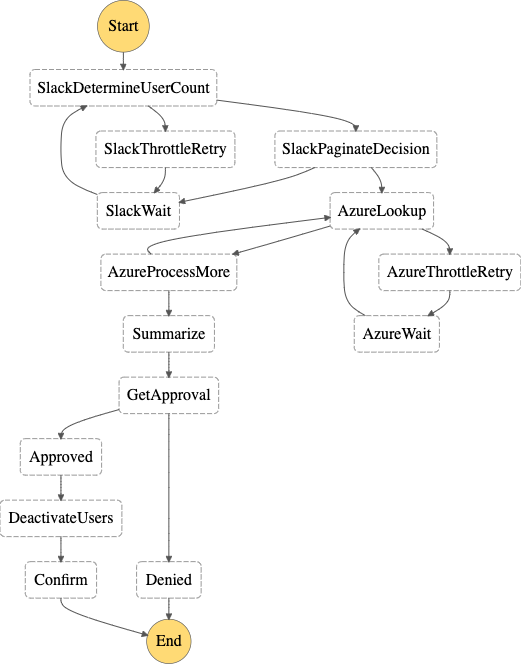 Start
SlackDetermineUserCount
SlackThrottleRetry
SlackPaginateDecision
SlackWait
AzureLookup
AzureProcessMore
AzureThrottleRetry
Summarize
AzureWait
GetApproval
Approved
DeactivateUsers
Confirm
Denied
End